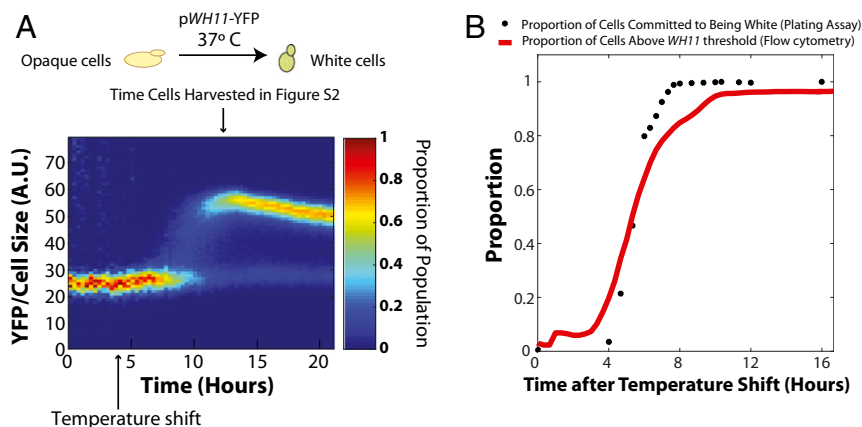 A
pWH11-YFP
37º C
Opaque cells
White cells
Time Cells Harvested in Figure S2
YFP/Cell Size (A.U.)
70
60
50
40
30
20
10
0
0
5
10
15
20
Time (Hours)
Temperature shift
1
0.8
0.6
0.4
0.2
0
Proportion of Population
B
Proportion of Cells Committed to Being White (Plating Assay)
Proportion of Cells Above WH11 threshold (Flow cytometry)
Proportion
1
0.8
0.6
0.4
0.2
0
0
4
8
12
16
Time after Temperature Shift (Hours)